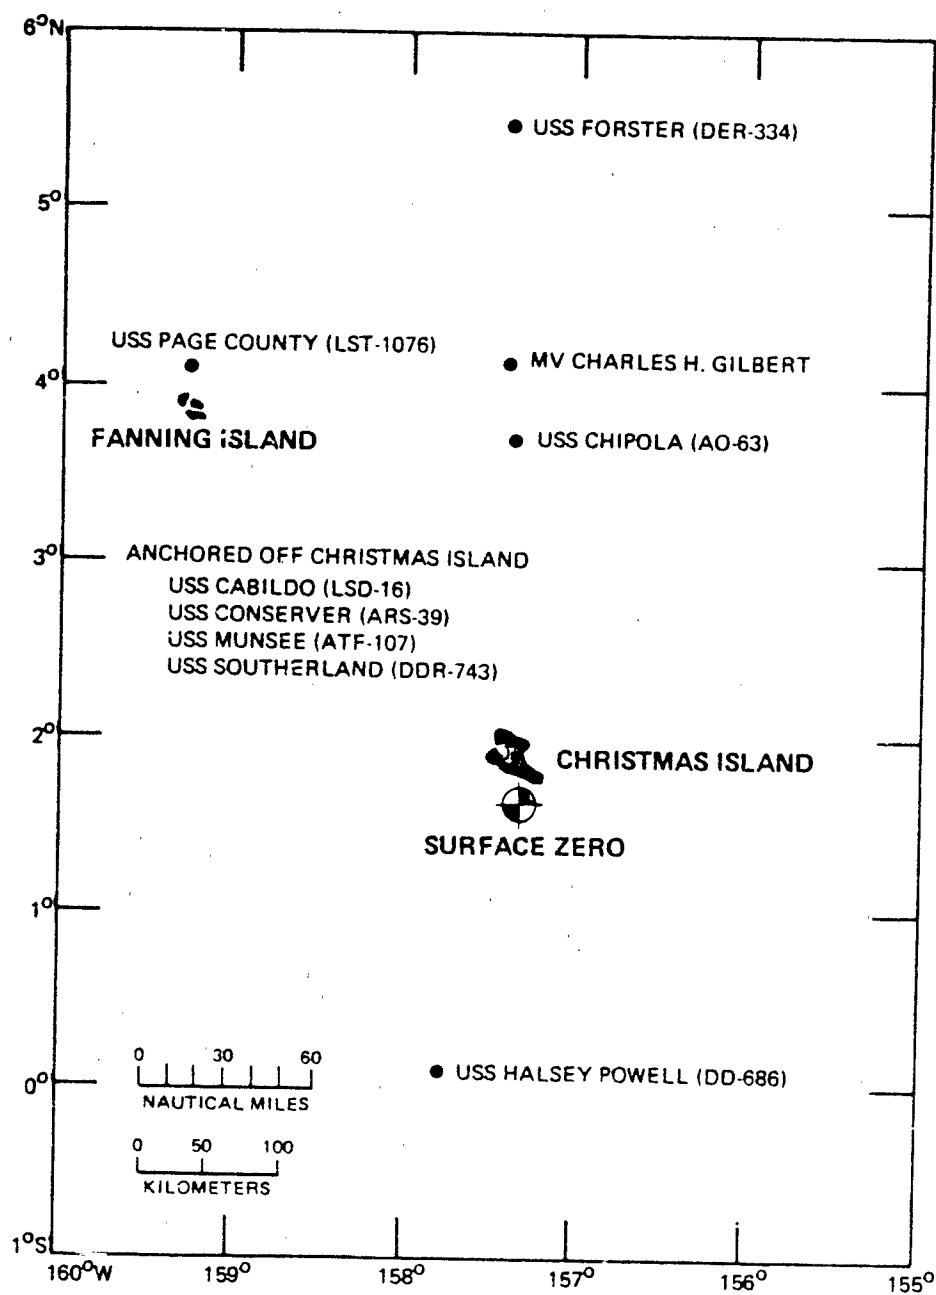 6°N
USS FORSTER (DER-334)
5°
USS PAGE COUNTY (LST-1076)
MV CHARLES H. GILBERT
4°
FANNING ISLAND
USS CHIPOLA (AO-63)
3°
ANCHORED OFF CHRISTMAS ISLAND
USS CABILDO (LSD-16)
USS CONSERVER (ARS-39)
USS MUNSEE (ATF-107)
USS SOUTHERLAND (DDR-743)
2°
CHRISTMAS ISLAND
SURFACE ZERO
1°
0 30 60
NAUTICAL MILES
0°
USS HALSEY POWELL (DD-686)
0 50 100
KILOMETERS
1°S
160°W 159° 158° 157° 156° 155°